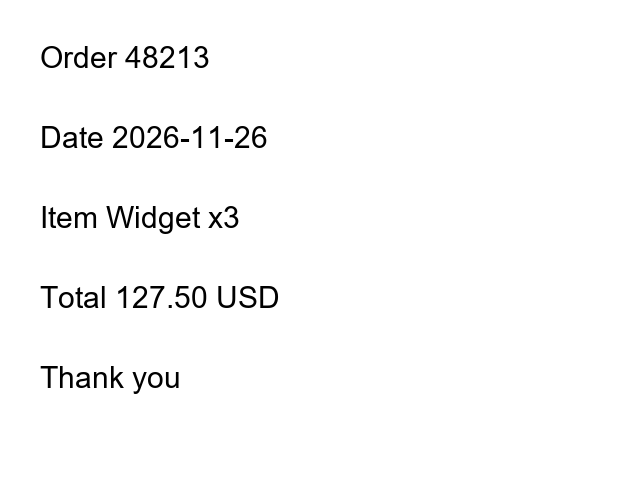 Order 48213
Date 2026-11-26
Item Widget x3
Total 127.50 USD
Thank you